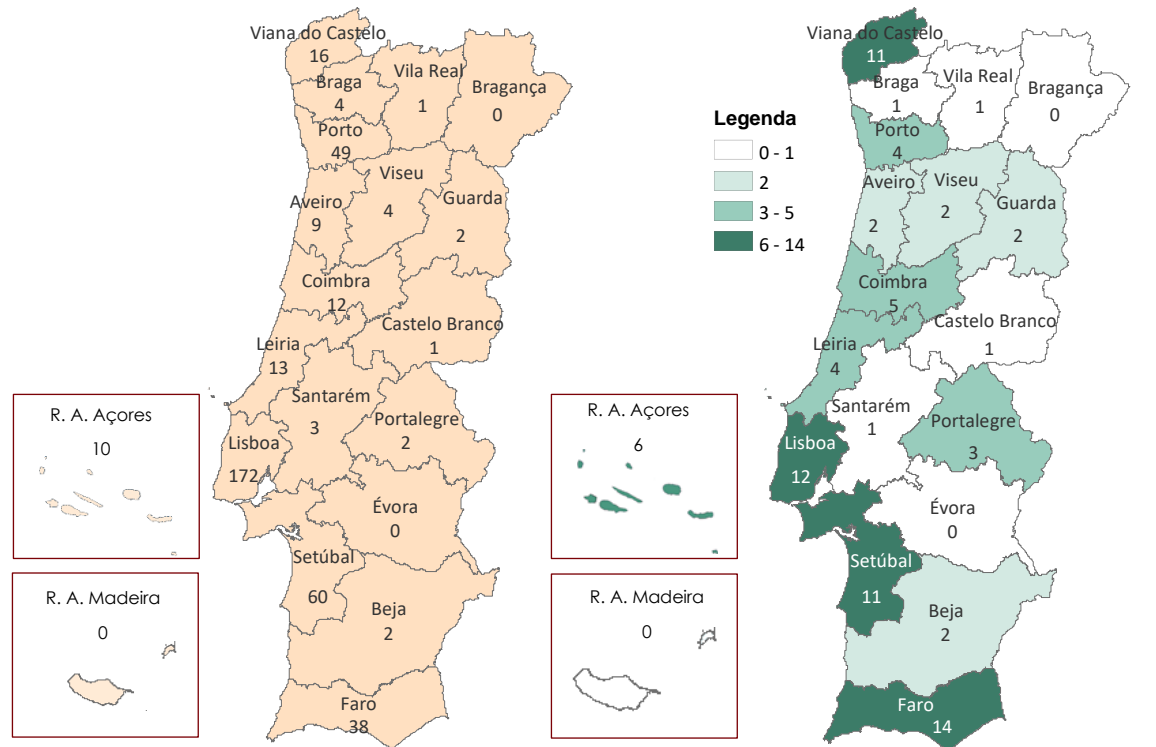 Viana do Castelo
16
Braga
4
Vila Real
1
Bragança
0
Porto
49
Viseu
4
Aveiro
9
Guarda
2
Coimbra
12
Castelo Branco
1
Leiria
13
Santarém
3
Portalegre
2
Lisboa
172
Évora
0
Setúbal
60
Beja
2
Faro
38
R. A. Açores
10
R. A. Madeira
0
Legenda
0 - 1
2
3 - 5
6 - 14
Viana do Castelo
11
Braga
1
Vila Real
1
Bragança
0
Porto
4
Aveiro
2
Viseu
2
Guarda
2
Coimbra
5
Castelo Branco
1
Leiria
4
Santarém
1
Portalegre
3
Lisboa
12
Évora
0
Setúbal
11
Beja
2
Faro
14
R. A. Açores
6
R. A. Madeira
0